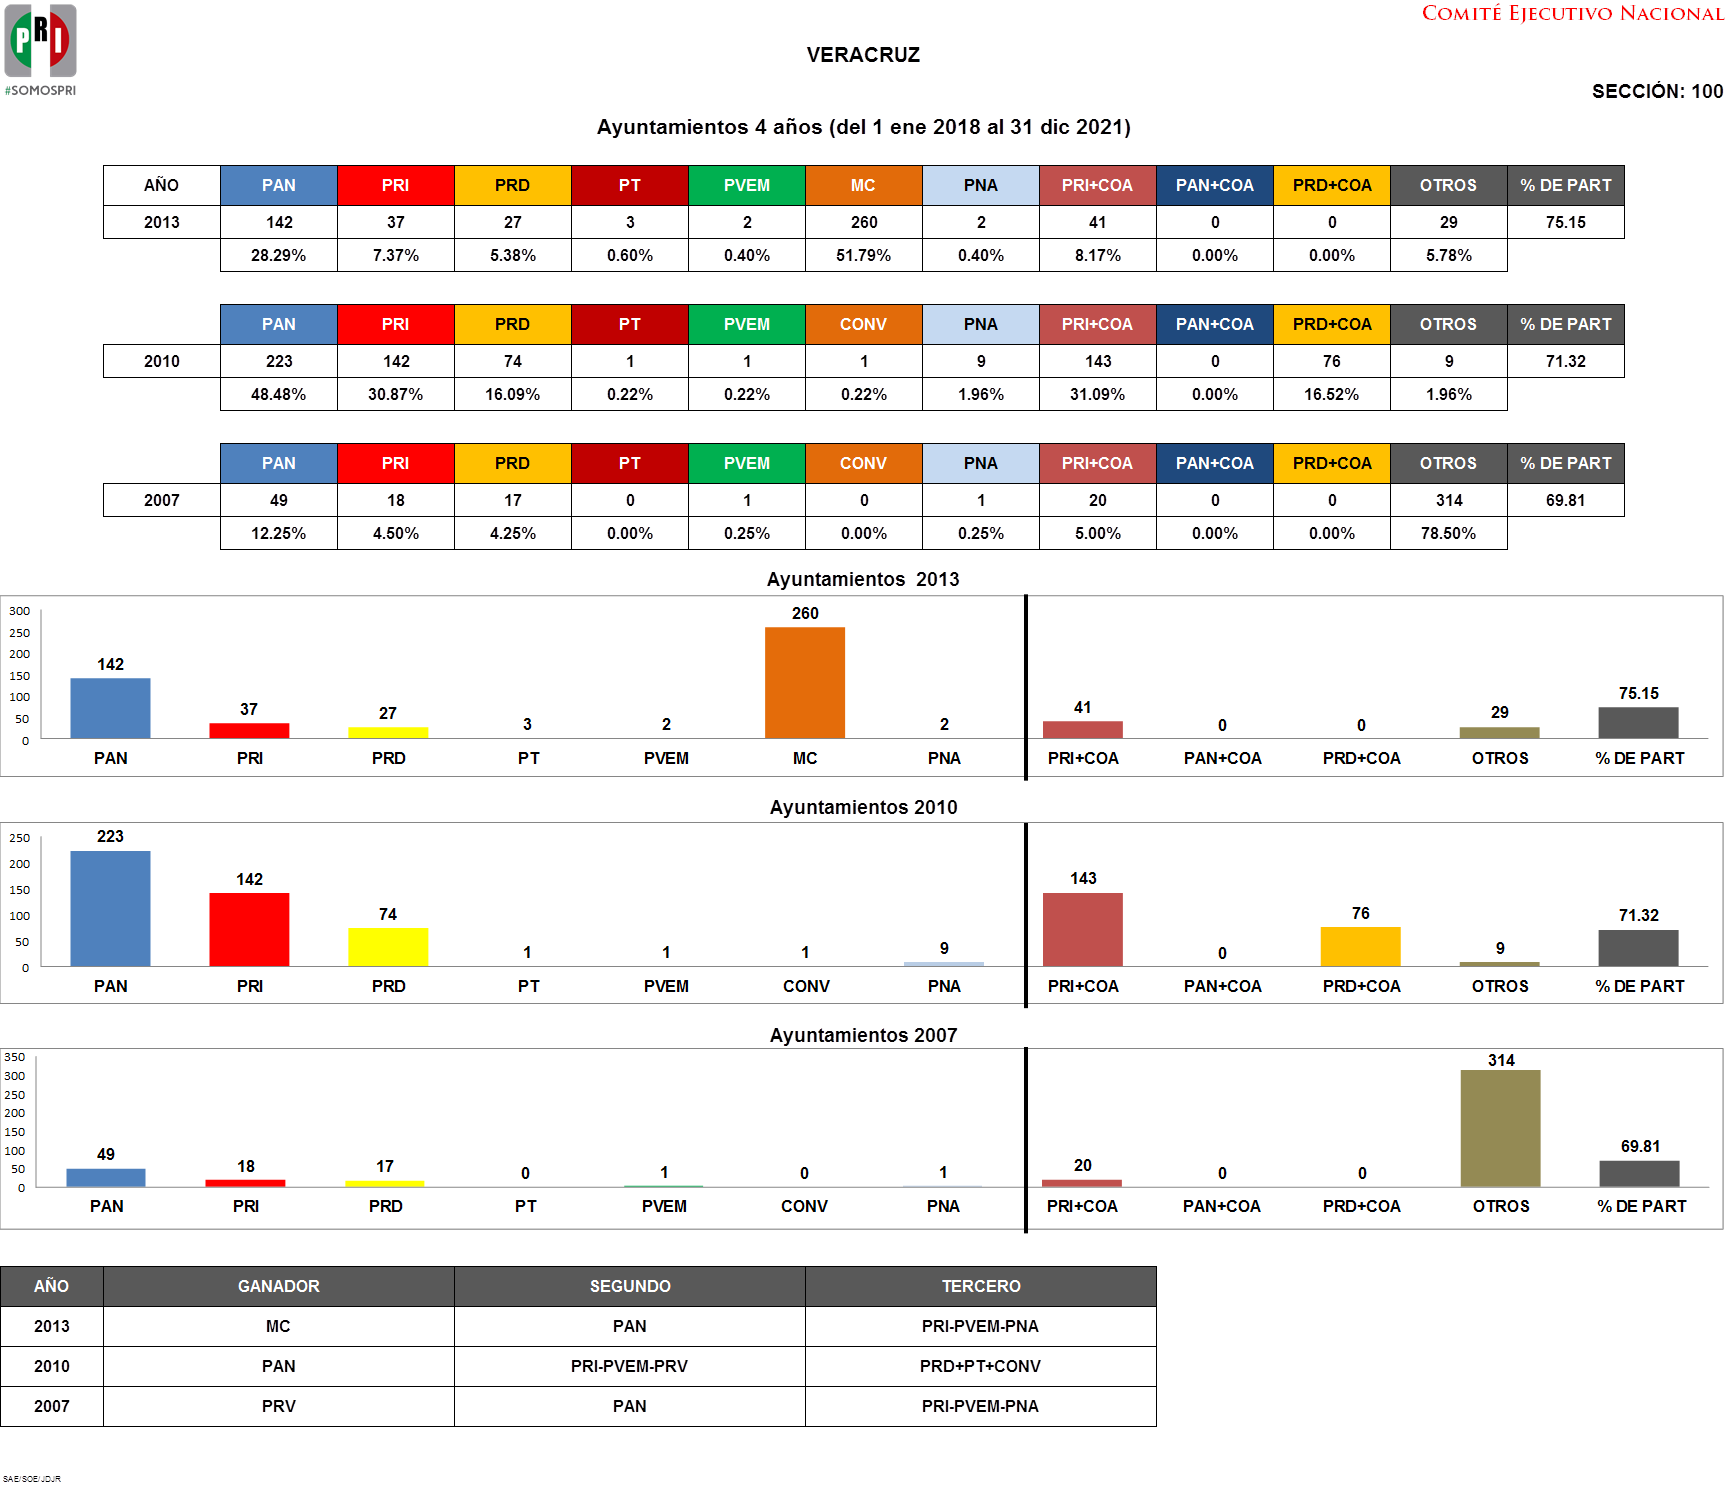 PRI
#SOMOSPRI
COMITÉ EJECUTIVO NACIONAL
VERACRUZ
SECCIÓN: 100
Ayuntamientos 4 años (del 1 ene 2018 al 31 dic 2021)
AÑO PAN PRI PRD PT PVEM MC PNA PRI+COA PAN+COA PRD+COA OTROS % DE PART
2013 142 37 27 3 2 260 2 41 0 0 29 75.15
28.29% 7.37% 5.38% 0.60% 0.40% 51.79% 0.40% 8.17% 0.00% 0.00% 5.78%
PAN PRI PRD PT PVEM CONV PNA PRI+COA PAN+COA PRD+COA OTROS % DE PART
2010 223 142 74 1 1 1 9 143 0 76 9 71.32
48.48% 30.87% 16.09% 0.22% 0.22% 0.22% 1.96% 31.09% 0.00% 16.52% 1.96%
PAN PRI PRD PT PVEM CONV PNA PRI+COA PAN+COA PRD+COA OTROS % DE PART
2007 49 18 17 0 1 0 1 20 0 0 314 69.81
12.25% 4.50% 4.25% 0.00% 0.25% 0.00% 0.25% 5.00% 0.00% 0.00% 78.50%
Ayuntamientos 2013
300
250
200
150
100
50
0
142 37 27 3 2 260 2 41 0 0 29 75.15
PAN PRI PRD PT PVEM MC PNA PRI+COA PAN+COA PRD+COA OTROS % DE PART
Ayuntamientos 2010
250
200
150
100
50
0
223 142 74 1 1 1 9 143 0 76 9 71.32
PAN PRI PRD PT PVEM CONV PNA PRI+COA PAN+COA PRD+COA OTROS % DE PART
Ayuntamientos 2007
350
300
250
200
150
100
50
0
49 18 17 0 1 0 1 20 0 0 314 69.81
PAN PRI PRD PT PVEM CONV PNA PRI+COA PAN+COA PRD+COA OTROS % DE PART
AÑO GANADOR SEGUNDO TERCERO
2013 MC PAN PRI-PVEM-PNA
2010 PAN PRI-PVEM-PRV PRD+PT+CONV
2007 PRV PAN PRI-PVEM-PNA
SAE/SOE/JDJR